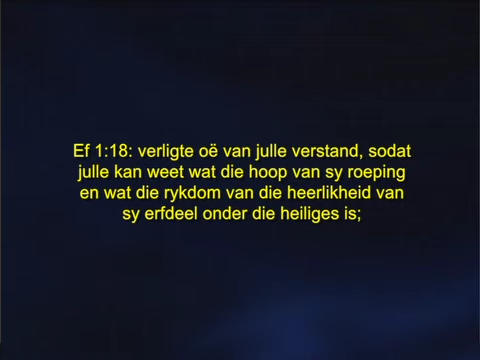 Ef 1:18: verligte oë van julle verstand, sodat
julle kan weet wat die hoop van sy roeping
en wat die rykdom van die heerlikheid van
sy erfdeel onder die heiliges is;